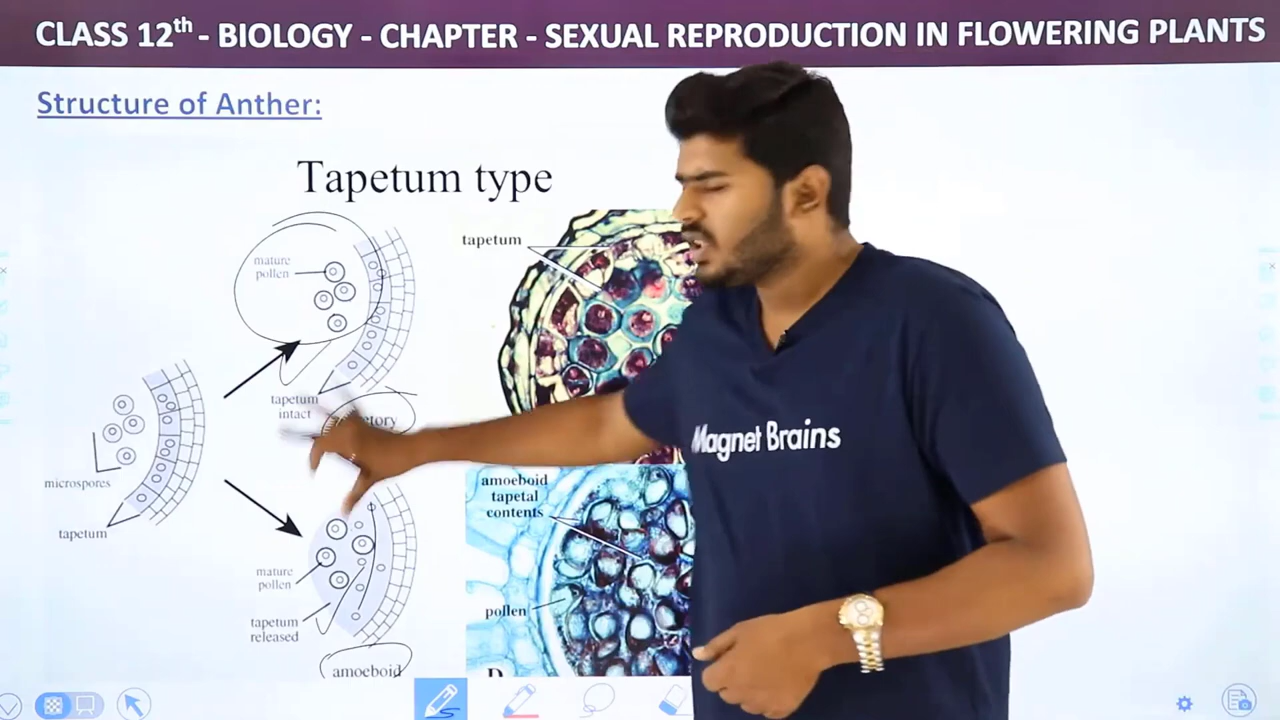 CLASS 12th - BIOLOGY - CHAPTER - SEXUAL REPRODUCTION IN FLOWERING PLANTS
Structure of Anther:
Tapetum type
tapetum
mature
pollen
tapetum
intact
microspores
tapetum
mature
pollen
tapetum
released
amoeboid
amoeboid
tapetal
contents
pollen
D
Magnet Brains